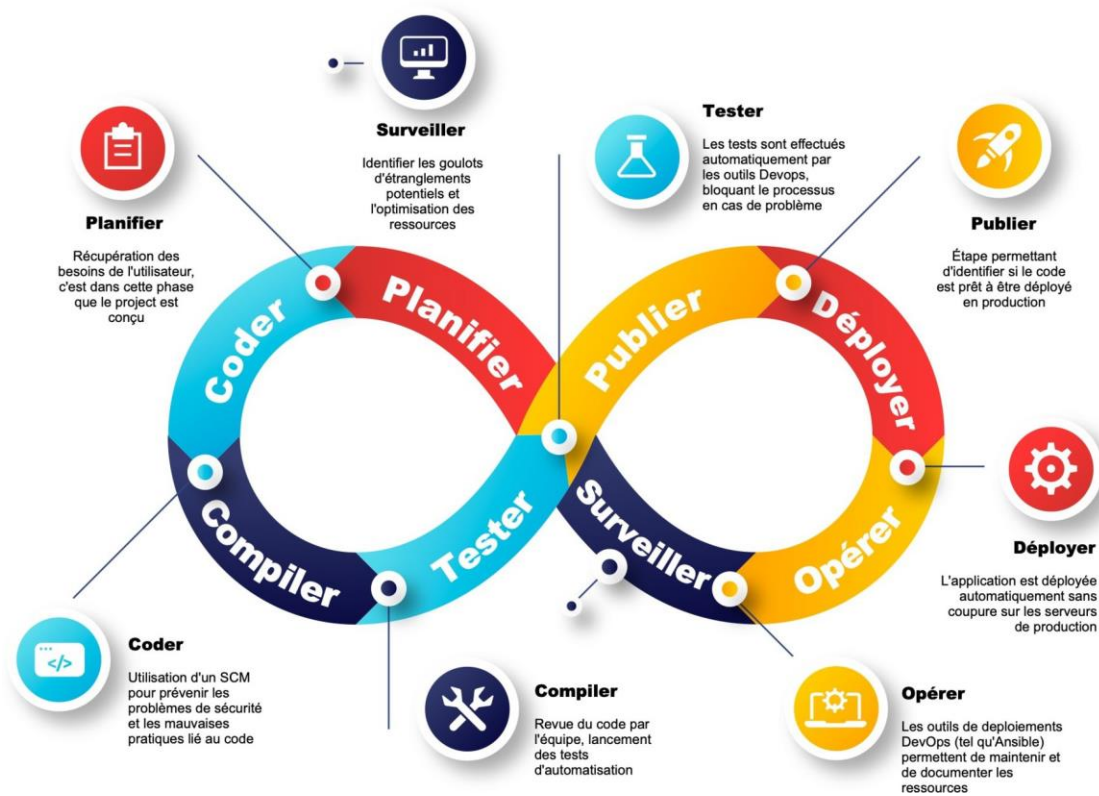 Surveiller
Identifier les goulots
d'étranglements
potentiels et
l'optimisation des
ressources
Tester
Les tests sont effectués
automatiquement par
les outils Devops,
bloquant le processus
en cas de problème
Planifier
Récupération des
besoins de l'utilisateur,
c'est dans cette phase
que le project est
conçu
Publier
Étape permettant
d'identifier si le code
est prêt à être déployé
en production
Coder
Planifier
Publier
Déployer
Compiler
Tester
Surveiller
Opérer
Déployer
L'application est déployée
automatiquement sans
coupure sur les serveurs
de production
Coder
Utilisation d'un SCM
pour prévenir les
problèmes de sécurité
et les mauvaises
pratiques lié au code
</>
Compiler
Revue du code par
l'équipe, lancement
des tests
d'automatisation
Opérer
Les outils de deploiements
DevOps (tel qu'Ansible)
permettent de maintenir et
de documenter les
ressources